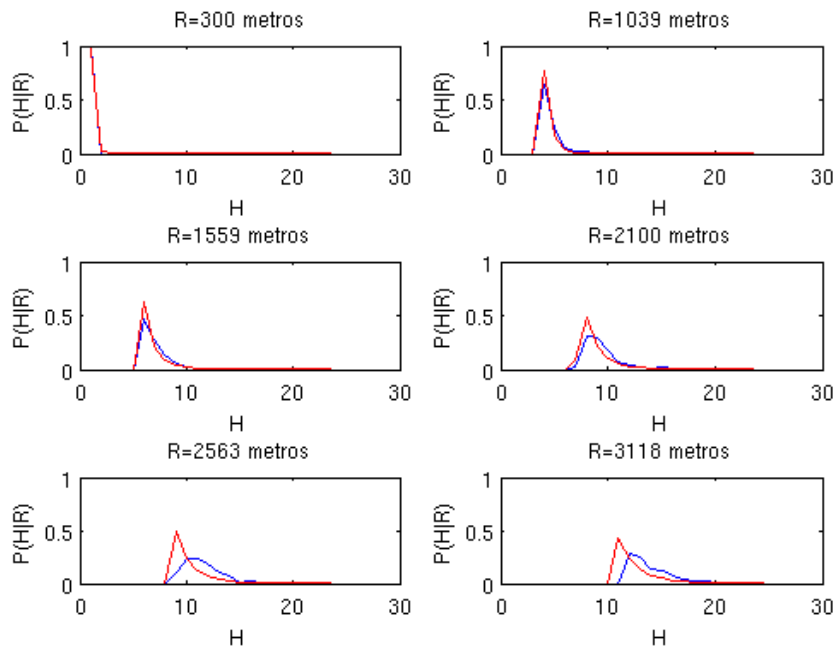 R=300 metros
1
0.5
0
P(H|R)
0 10 20 30
H
R=1039 metros
1
0.5
0
P(H|R)
0 10 20 30
H
R=1559 metros
1
0.5
0
P(H|R)
0 10 20 30
H
R=2100 metros
1
0.5
0
P(H|R)
0 10 20 30
H
R=2563 metros
1
0.5
0
P(H|R)
0 10 20 30
H
R=3118 metros
1
0.5
0
P(H|R)
0 10 20 30
H